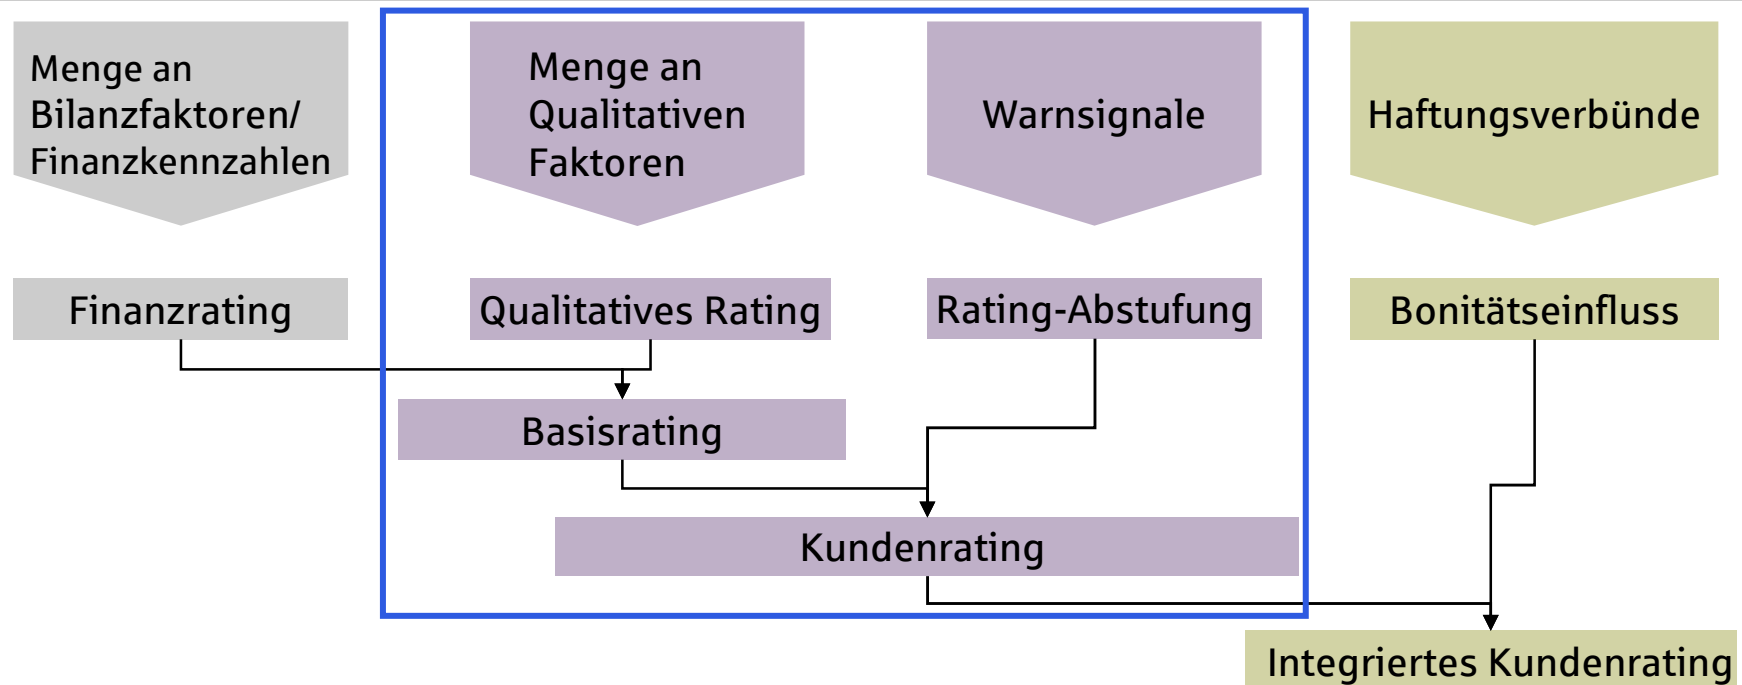 Menge an
Bilanzfaktoren/
Finanzkennzahlen
Menge an
Qualitativen
Faktoren
Warnsignale
Haftungsverbünde
Finanzrating
Qualitatives Rating
Rating-Abstufung
Bonitätseinfluss
Basisrating
Kundenrating
Integriertes Kundenrating